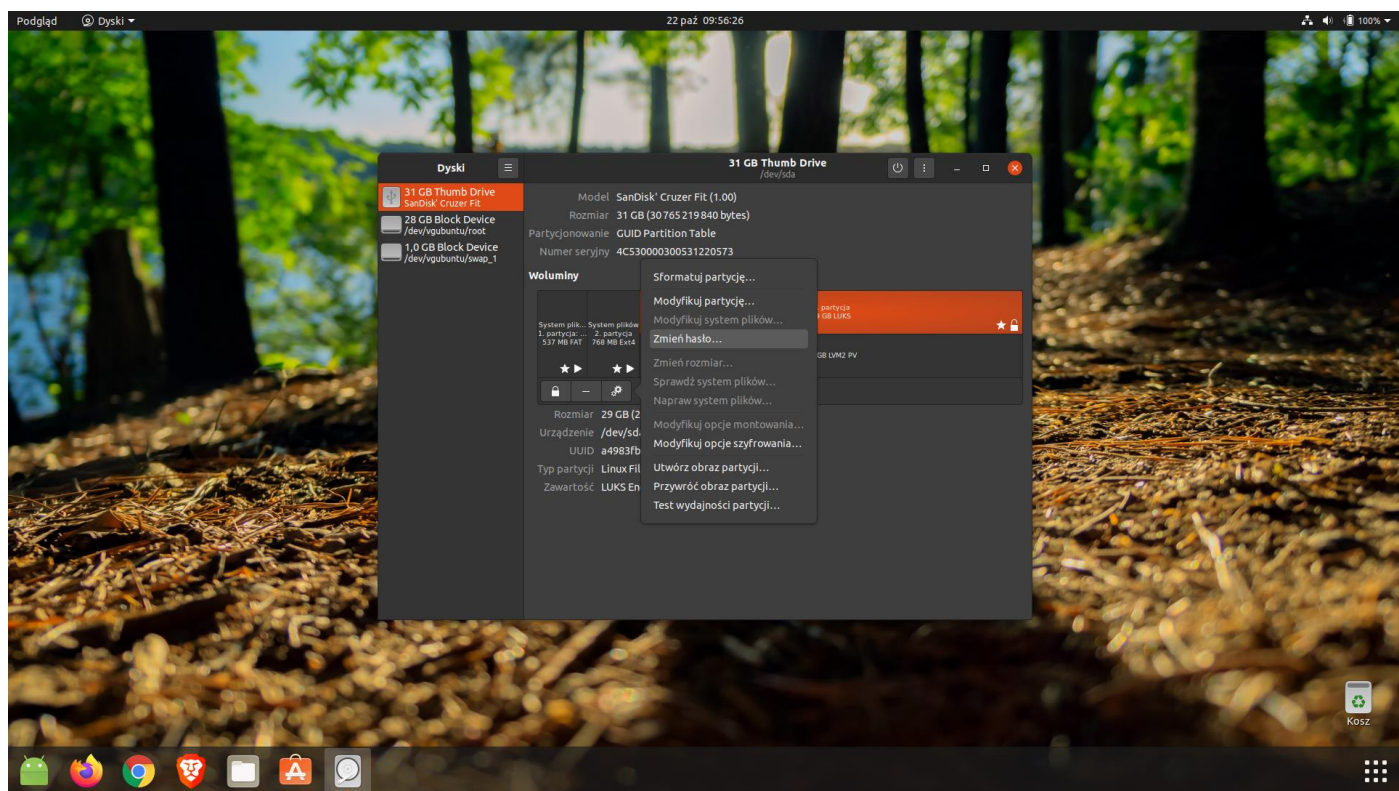 Podgląd
Dyski
22 paź 09:56:26
100%
Dyski
31 GB Thumb Drive
/dev/sda
31 GB Thumb Drive
SanDisk' Cruzer Fit
28 GB Block Device
/dev/vgubuntu/root
1,0 GB Block Device
/dev/vgubuntu/swap_1
Model SanDisk' Cruzer Fit (1.00)
Rozmiar 31 GB (30 765 219 840 bytes)
Partycjonowanie GUID Partition Table
Numer seryjny 4C530000300531220573
Woluminy
System plik...
1. partycja: ...
537 MB FAT
System plików
2. partycja
768 MB Ext4
partycja
GB LUKS
GB LVM2 PV
Rozmiar 29 GB (2
Urządzenie /dev/sd
UUID a4983fb
Typ partycji Linux Fil
Zawartość LUKS En
Sformatuj partycję...
Modyfikuj partycję...
Modyfikuj system plików...
Zmień hasło...
Zmień rozmiar...
Sprawdź system plików...
Napraw system plików...
Modyfikuj opcje montowania...
Modyfikuj opcje szyfrowania...
Utwórz obraz partycji...
Przywróć obraz partycji...
Test wydajności partycji...
Kosz